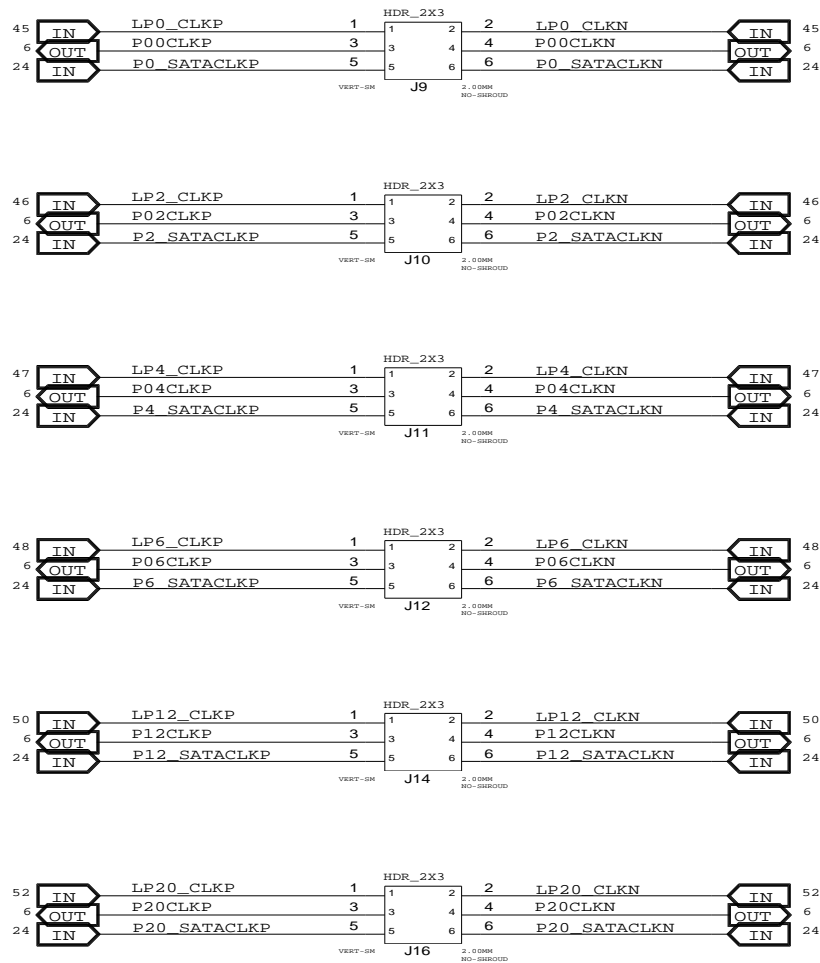 HDR_2X3
45 IN LP0_CLKP 1 1 2 2 LP0_CLKN IN 45
6 OUT P00CLKP 3 3 4 4 P00CLKN OUT 6
24 IN P0_SATACLKP 5 5 6 6 P0_SATACLKN IN 24
VERT-SM J9 2.00MM
NO-SHROUD
HDR_2X3
46 IN LP2_CLKP 1 1 2 2 LP2_CLKN IN 46
6 OUT P02CLKP 3 3 4 4 P02CLKN OUT 6
24 IN P2_SATACLKP 5 5 6 6 P2_SATACLKN IN 24
VERT-SM J10 2.00MM
NO-SHROUD
HDR_2X3
47 IN LP4_CLKP 1 1 2 2 LP4_CLKN IN 47
6 OUT P04CLKP 3 3 4 4 P04CLKN OUT 6
24 IN P4_SATACLKP 5 5 6 6 P4_SATACLKN IN 24
VERT-SM J11 2.00MM
NO-SHROUD
HDR_2X3
48 IN LP6_CLKP 1 1 2 2 LP6_CLKN IN 48
6 OUT P06CLKP 3 3 4 4 P06CLKN OUT 6
24 IN P6_SATACLKP 5 5 6 6 P6_SATACLKN IN 24
VERT-SM J12 2.00MM
NO-SHROUD
HDR_2X3
50 IN LP12_CLKP 1 1 2 2 LP12_CLKN IN 50
6 OUT P12CLKP 3 3 4 4 P12CLKN OUT 6
24 IN P12_SATACLKP 5 5 6 6 P12_SATACLKN IN 24
VERT-SM J14 2.00MM
NO-SHROUD
HDR_2X3
52 IN LP20_CLKP 1 1 2 2 LP20_CLKN IN 52
6 OUT P20CLKP 3 3 4 4 P20CLKN OUT 6
24 IN P20_SATACLKP 5 5 6 6 P20_SATACLKN IN 24
VERT-SM J16 2.00MM
NO-SHROUD